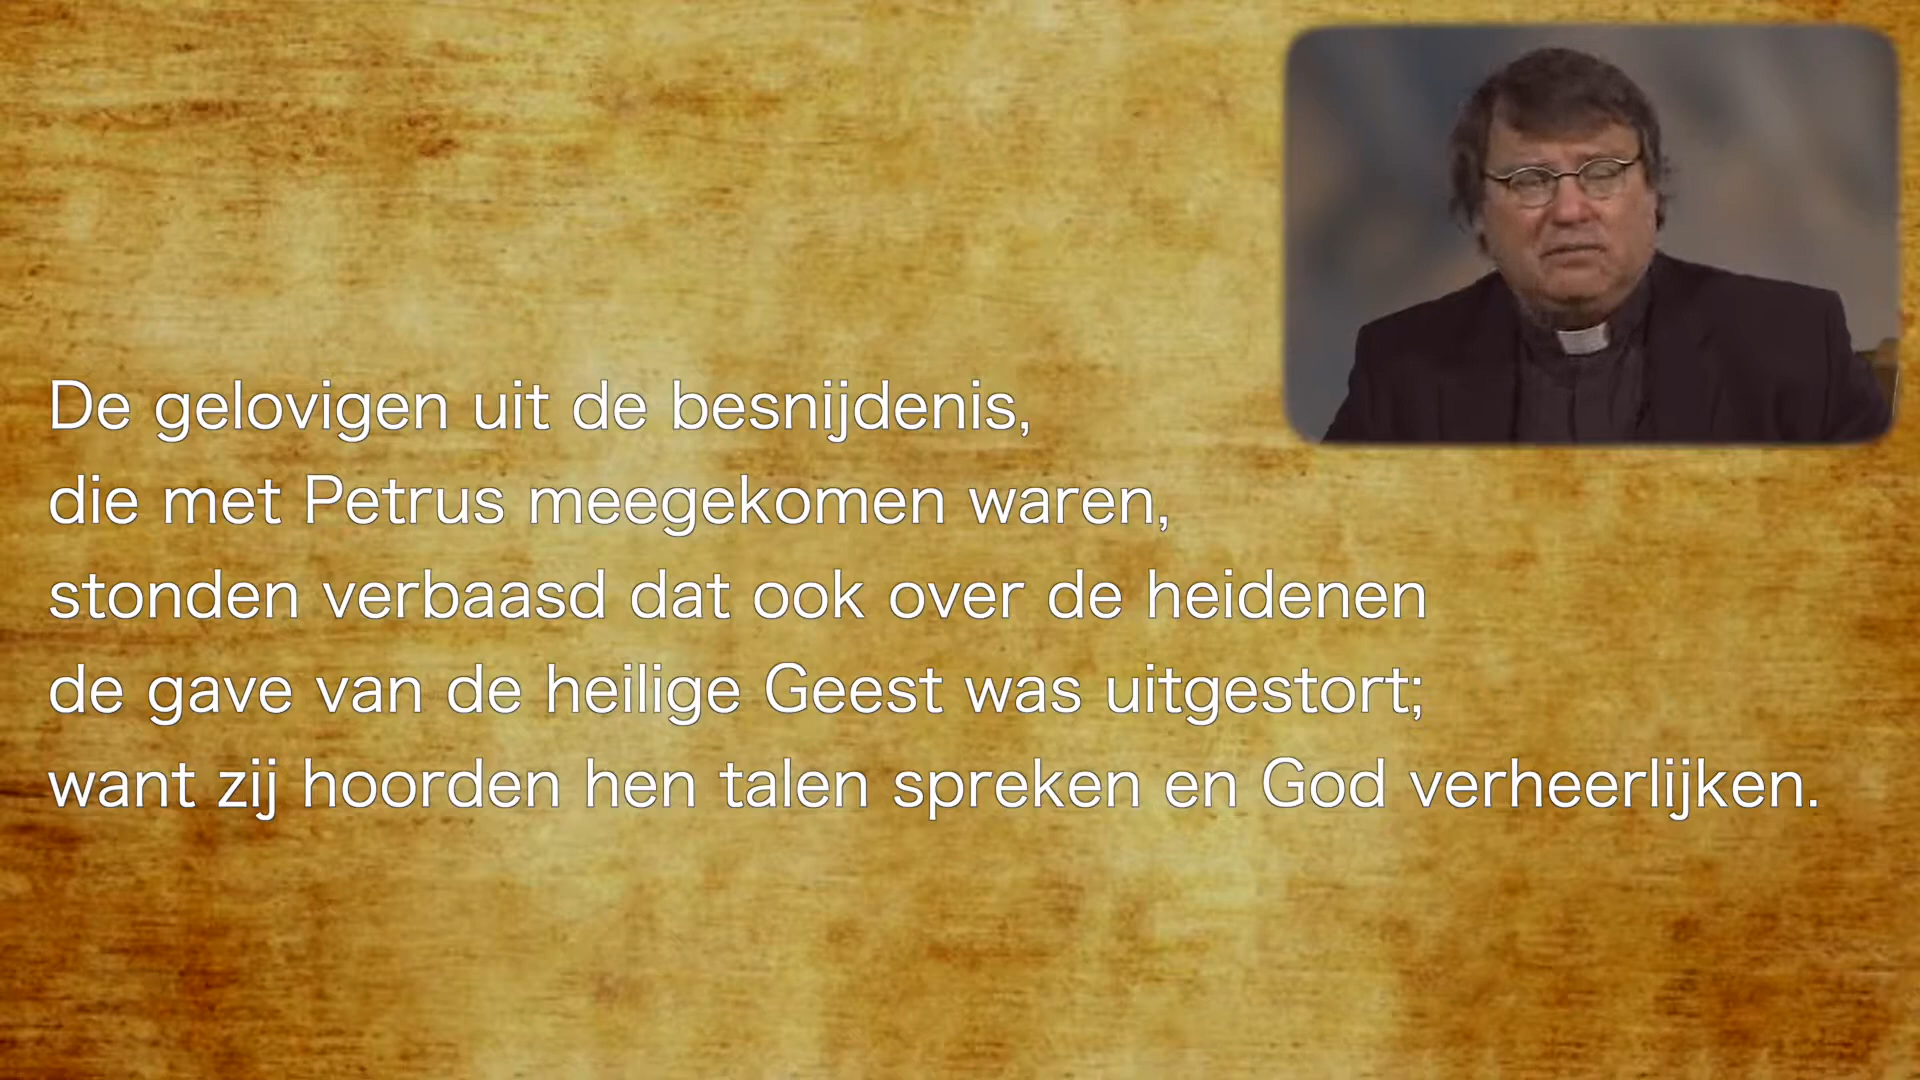 De gelovigen uit de besnijdenis,
die met Petrus meegekomen waren,
stonden verbaasd dat ook over de heidenen
de gave van de heilige Geest was uitgestort;
want zij hoorden hen talen spreken en God verheerlijken.